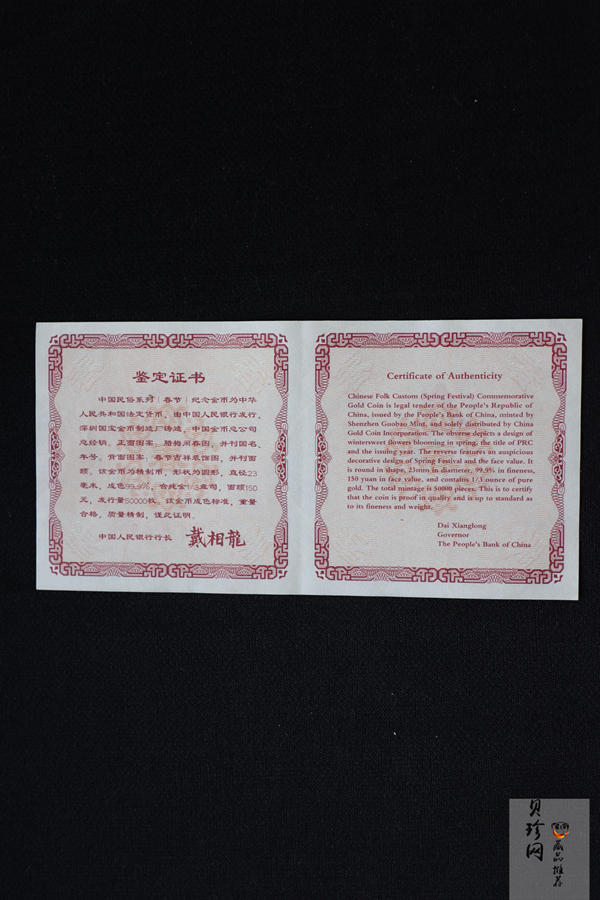 鉴定证书
中国民俗系列(春节)纪念金币为中华
人民共和国法定货币，由中国人民银行发行，
深圳国宝金币制造厂铸造，中国金币总公司
总经销。正面图案：腊梅闹春图，并刊国名、
年号。背面图案：春节吉祥装饰图，并刊面
额。该金币为精制币，形状为圆形，直径23
毫米，成色99.9%，含纯金1/3盎司，面额150
元，发行量50000枚。该金币成色标准，重量
合格，质量精制，谨此证明。
中国人民银行行长 戴相龍
Certificate of Authenticity
Chinese Folk Custom (Spring Festival) Commemorative
Gold Coin is legal tender of the People's Republic of
China, issued by the People's Bank of China, minted by
Shenzhen Guobao Mint, and solely distributed by China
Gold Coin Incorporation. The obverse depicts a design of
wintersweet flowers blooming in spring, the title of PRC
and the issuing year. The reverse features an auspicious
decorative design of Spring Festival and the face value. It
is round in shape, 23mm in diameter, 99.9% in fineness,
150 yuan in face value, and contains 1/3 ounce of pure
gold. The total mintage is 50000 pieces. This is to certify
that the coin is proof in quality and is up to standard as
to its fineness and weight.
Dai Xianglong
Governor
The People's Bank of China
贝珍网
藏品推荐